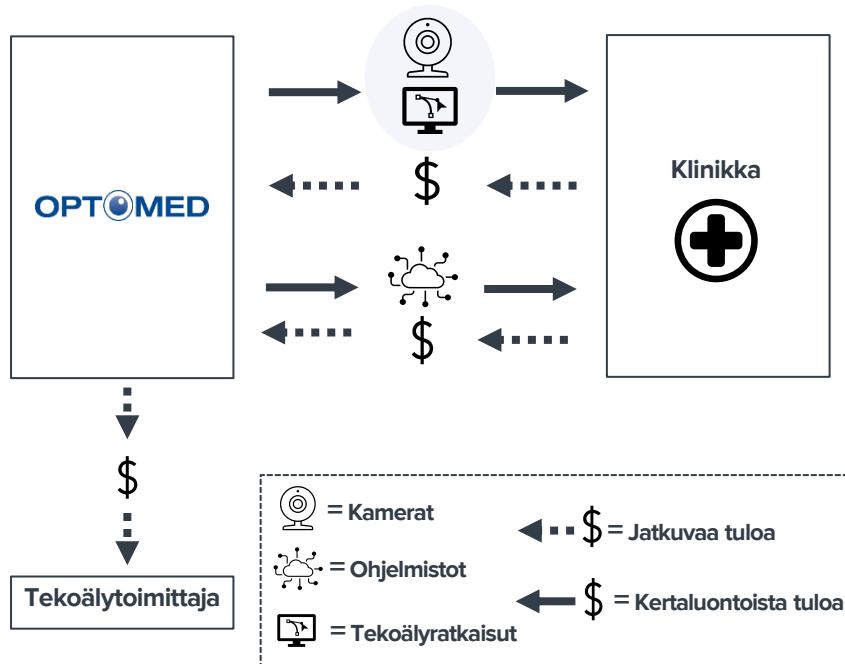 $
Klinikka
OPTOMED
$
$
= Kamerat
$ = Jatkuvaa tuloa
= Ohjelmistot
Tekoälytoimittaja
$ = Kertaluontoista tuloa
= Tekoälyratkaisut